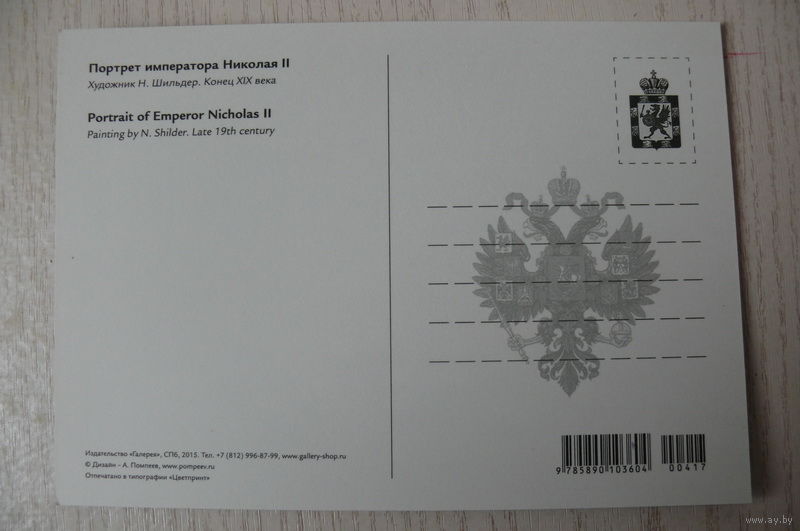 Портрет императора Николая II
Художник Н. Шильдер. Конец XIX века
Portrait of Emperor Nicholas II
Painting by N. Shilder. Late 19th century
Издательство «Галерея», СПб, 2015. Тел. +7 (812) 996-87-99, www.gallery-shop.ru
© Дизайн - А. Помпеев, www.pompeev.ru
Отпечатано в типографии «Цветпринт»
9 785890 103604 00417
www.ay.by